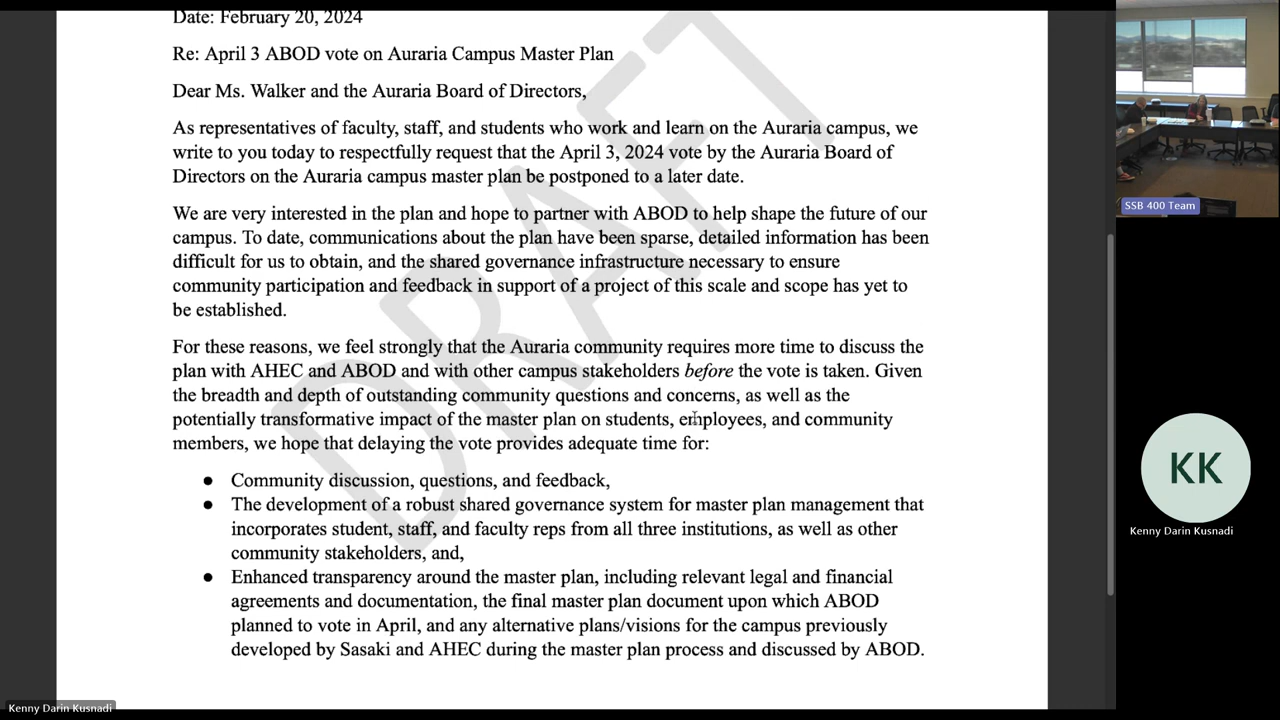 Date: February 20, 2024
Re: April 3 ABOD vote on Auraria Campus Master Plan
Dear Ms. Walker and the Auraria Board of Directors,
As representatives of faculty, staff, and students who work and learn on the Auraria campus, we
write to you today to respectfully request that the April 3, 2024 vote by the Auraria Board of
Directors on the Auraria campus master plan be postponed to a later date.
We are very interested in the plan and hope to partner with ABOD to help shape the future of our
campus. To date, communications about the plan have been sparse, detailed information has been
difficult for us to obtain, and the shared governance infrastructure necessary to ensure
community participation and feedback in support of a project of this scale and scope has yet to
be established.
For these reasons, we feel strongly that the Auraria community requires more time to discuss the
plan with AHEC and ABOD and with other campus stakeholders before the vote is taken. Given
the breadth and depth of outstanding community questions and concerns, as well as the
potentially transformative impact of the master plan on students, employees, and community
members, we hope that delaying the vote provides adequate time for:
● Community discussion, questions, and feedback,
● The development of a robust shared governance system for master plan management that
incorporates student, staff, and faculty reps from all three institutions, as well as other
community stakeholders, and,
● Enhanced transparency around the master plan, including relevant legal and financial
agreements and documentation, the final master plan document upon which ABOD
planned to vote in April, and any alternative plans/visions for the campus previously
developed by Sasaki and AHEC during the master plan process and discussed by ABOD.
DRAFT
SSB 400 Team
KK
Kenny Darin Kusnadi
Kenny Darin Kusnadi